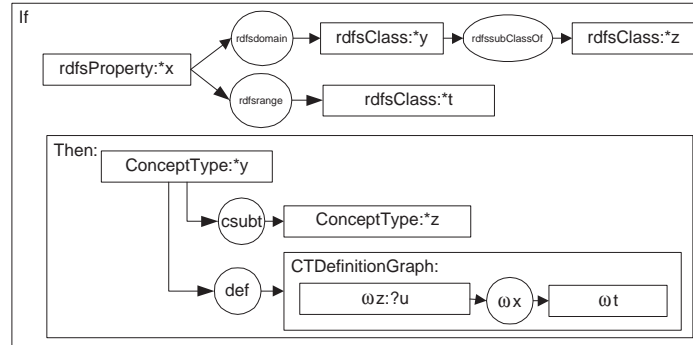 If
rdfsdomain
rdfsClass:*y
rdfssubClassOf
rdfsClass:*z
rdfsProperty:*x
rdfsrange
rdfsClass:*t
Then:
ConceptType:*y
csubt
ConceptType:*z
CTDefinitionGraph:
def
ωz:?u
ωx
ωt